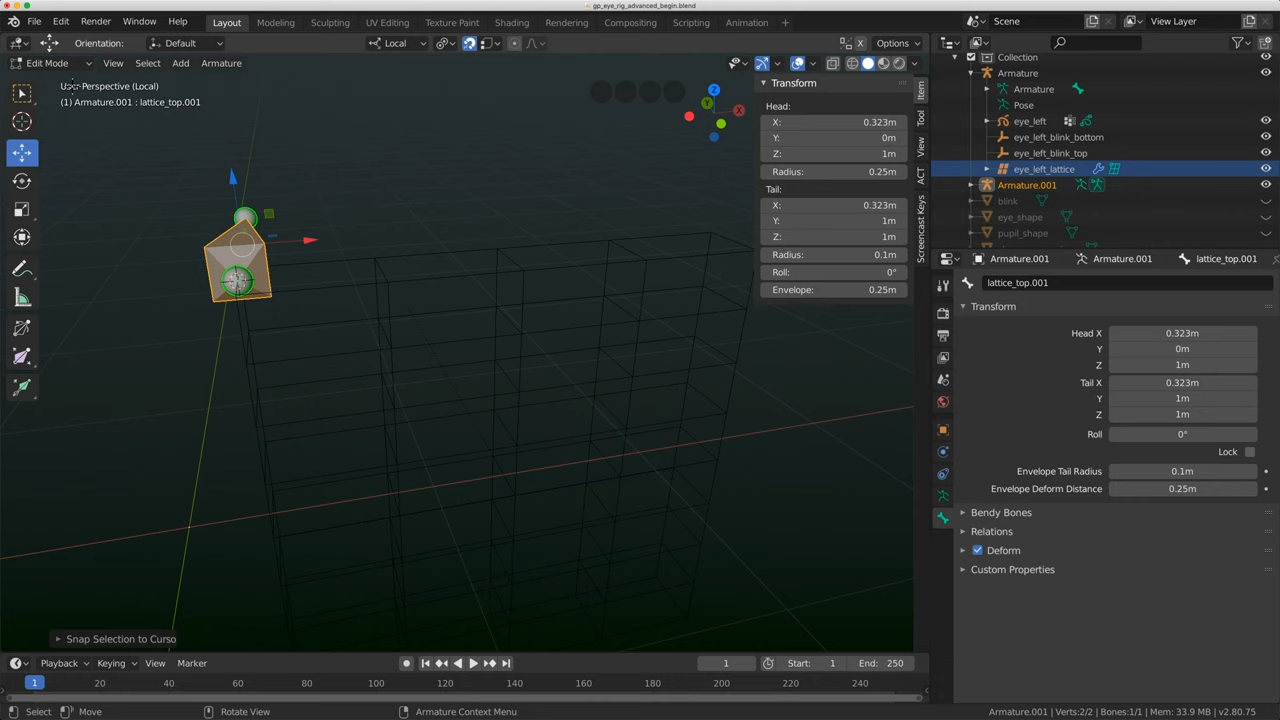 gp_eye_rig_advanced_begin.blend
File Edit Render Window Help
Layout Modeling Sculpting UV Editing Texture Paint Shading Rendering Compositing Scripting Animation
Scene View Layer
Orientation: Default Local Options
Edit Mode View Select Add Armature
User Perspective (Local)
(1) Armature.001 : lattice_top.001
Z
Y
X
Transform
Head:
X: 0.323m
Y: 0m
Z: 1m
Radius: 0.25m
Tail:
X: 0.323m
Y: 1m
Z: 1m
Radius: 0.1m
Roll: 0°
Envelope: 0.25m
Item
Tool
View
ACT
Screencast Keys
Collection
Armature
Armature
Pose
eye_left
eye_left_blink_bottom
eye_left_blink_top
eye_left_lattice
Armature.001
blink
eye_shape
pupil_shape
Armature.001 Armature.001 lattice_top.001
lattice_top.001
Transform
Head X 0.323m
Y 0m
Z 1m
Tail X 0.323m
Y 1m
Z 1m
Roll 0°
Lock
Envelope Tail Radius 0.1m
Envelope Deform Distance 0.25m
Bendy Bones
Relations
Deform
Custom Properties
Snap Selection to Curso
Playback Keying View Marker 1 Start: 1 End: 250
1 20 40 60 80 100 120 140 160 180 200 220 240
Select Move Rotate View Armature Context Menu Armature.001 | Verts:2/2 | Bones:1/1 | Mem: 33.9 MB | v2.80.75